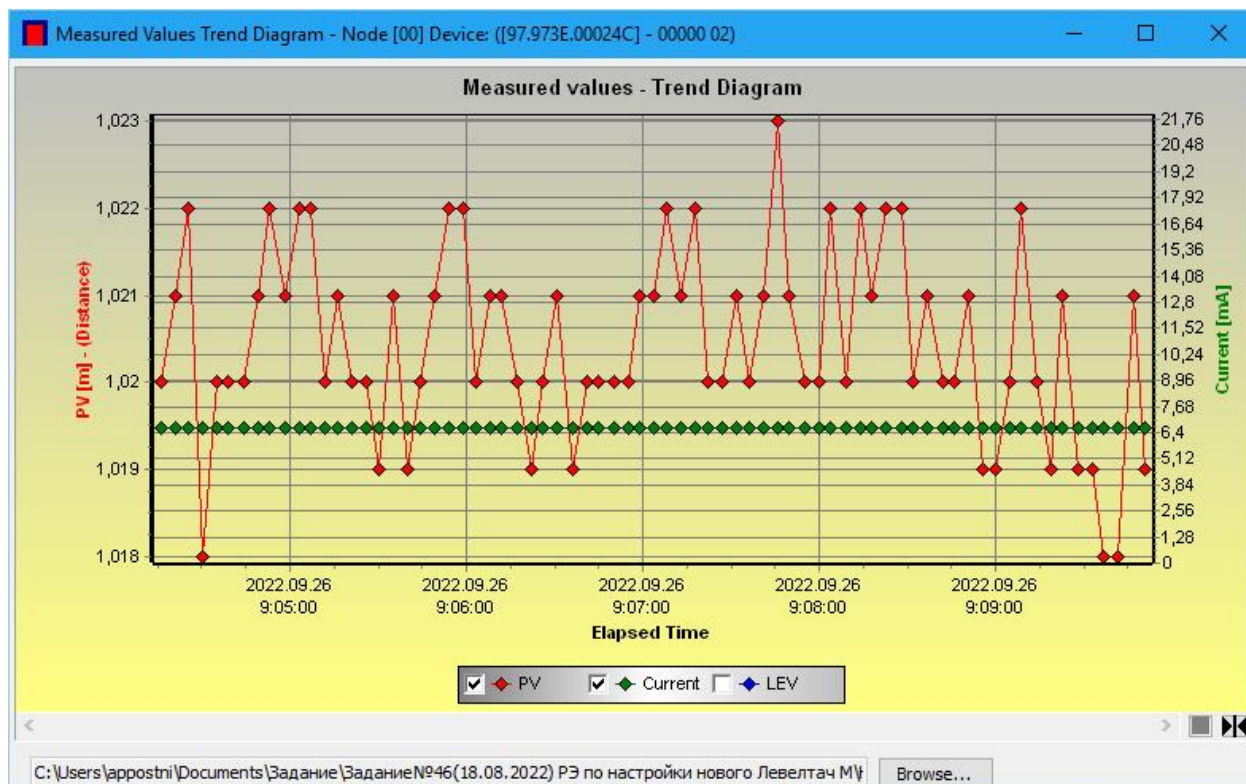 Measured Values Trend Diagram - Node [00] Device: ([97.973E.00024C] - 00000 02)
Measured values - Trend Diagram
PV [m] - (Distance)
1,023
1,022
1,021
1,02
1,019
1,018
21,76
20,48
19,2
17,92
16,64
15,36
14,08
12,8
11,52
10,24
8,96
7,68
6,4
5,12
3,84
2,56
1,28
0
Current [mA]
2022.09.26 2022.09.26 2022.09.26 2022.09.26 2022.09.26
9:05:00 9:06:00 9:07:00 9:08:00 9:09:00
Elapsed Time
PV Current LEV
C:\Users\appostni\Documents\Задание\Задание№46(18.08.2022) РЭ по настройки нового Левелтач М\ Browse...